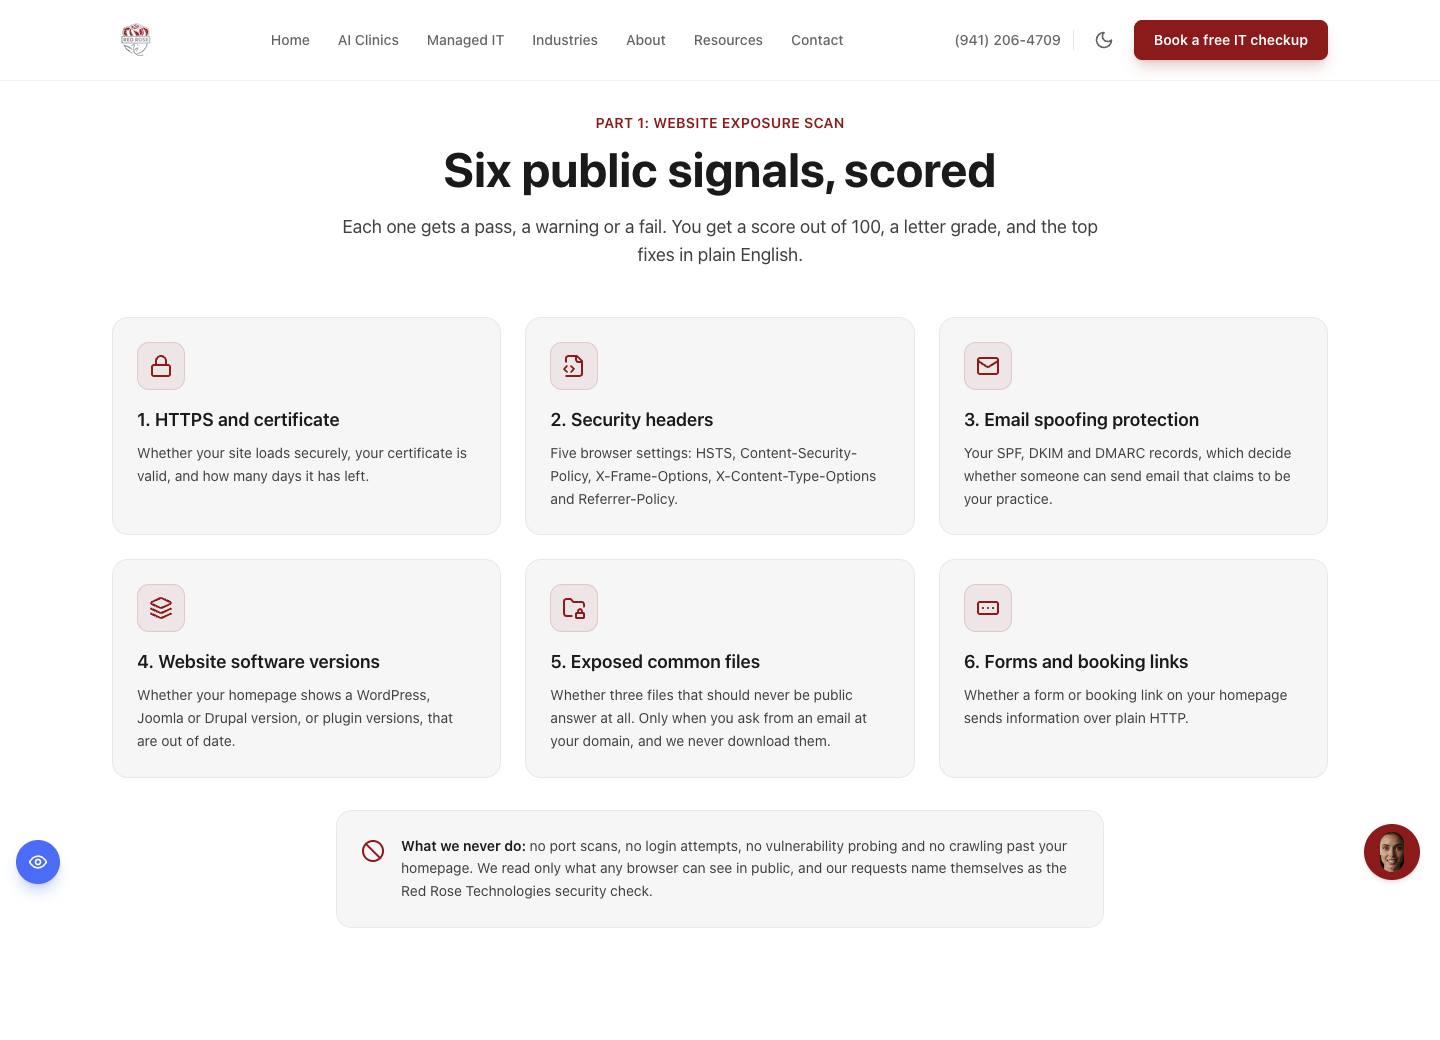 RED ROSE
Home
AI Clinics
Managed IT
Industries
About
Resources
Contact
(941) 206-4709
Book a free IT checkup
PART 1: WEBSITE EXPOSURE SCAN
Six public signals, scored
Each one gets a pass, a warning or a fail. You get a score out of 100, a letter grade, and the top
fixes in plain English.
1. HTTPS and certificate
Whether your site loads securely, your certificate is
valid, and how many days it has left.
2. Security headers
Five browser settings: HSTS, Content-Security-
Policy, X-Frame-Options, X-Content-Type-Options
and Referrer-Policy.
3. Email spoofing protection
Your SPF, DKIM and DMARC records, which decide
whether someone can send email that claims to be
your practice.
4. Website software versions
Whether your homepage shows a WordPress,
Joomla or Drupal version, or plugin versions, that
are out of date.
5. Exposed common files
Whether three files that should never be public
answer at all. Only when you ask from an email at
your domain, and we never download them.
6. Forms and booking links
Whether a form or booking link on your homepage
sends information over plain HTTP.
What we never do: no port scans, no login attempts, no vulnerability probing and no crawling past your
homepage. We read only what any browser can see in public, and our requests name themselves as the
Red Rose Technologies security check.